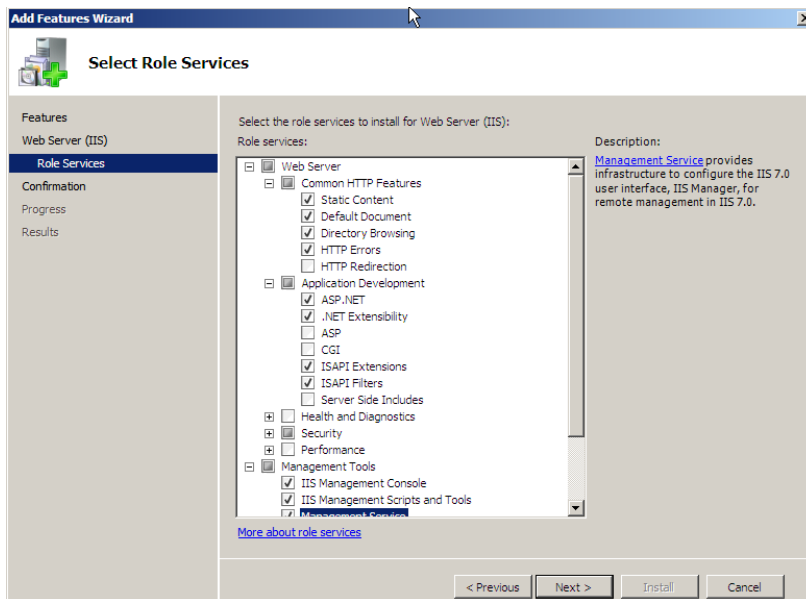 Add Features Wizard
Select Role Services
Features
Web Server (IIS)
Role Services
Confirmation
Progress
Results
Select the role services to install for Web Server (IIS):
Role services:
Web Server
Common HTTP Features
Static Content
Default Document
Directory Browsing
HTTP Errors
HTTP Redirection
Application Development
ASP.NET
.NET Extensibility
ASP
CGI
ISAPI Extensions
ISAPI Filters
Server Side Includes
Health and Diagnostics
Security
Performance
Management Tools
IIS Management Console
IIS Management Scripts and Tools
Management Service
More about role services
Description:
Management Service provides
infrastructure to configure the IIS 7.0
user interface, IIS Manager, for
remote management in IIS 7.0.
< Previous
Next >
Install
Cancel